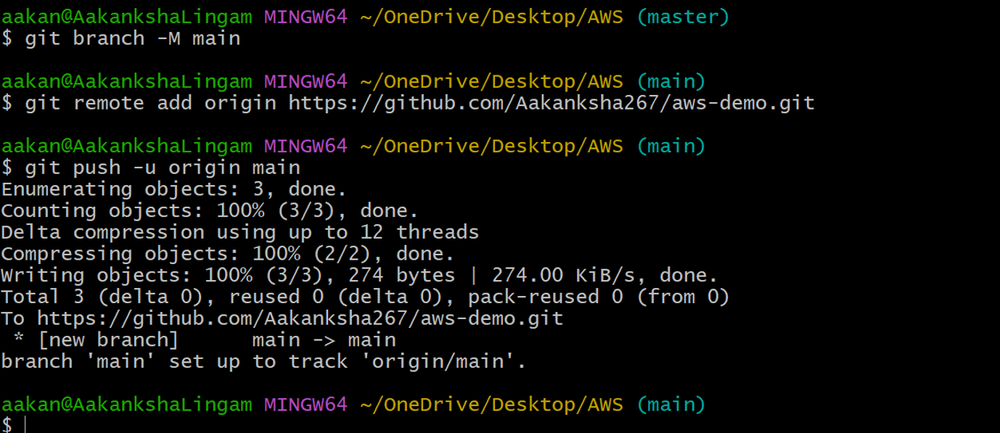 aakan@AakankshaLingam MINGW64 ~/OneDrive/Desktop/AWS (master)
$ git branch -M main
aakan@AakankshaLingam MINGW64 ~/OneDrive/Desktop/AWS (main)
$ git remote add origin https://github.com/Aakanksha267/aws-demo.git
aakan@AakankshaLingam MINGW64 ~/OneDrive/Desktop/AWS (main)
$ git push -u origin main
Enumerating objects: 3, done.
Counting objects: 100% (3/3), done.
Delta compression using up to 12 threads
Compressing objects: 100% (2/2), done.
Writing objects: 100% (3/3), 274 bytes | 274.00 KiB/s, done.
Total 3 (delta 0), reused 0 (delta 0), pack-reused 0 (from 0)
To https://github.com/Aakanksha267/aws-demo.git
 * [new branch]      main -> main
branch 'main' set up to track 'origin/main'.
aakan@AakankshaLingam MINGW64 ~/OneDrive/Desktop/AWS (main)
$